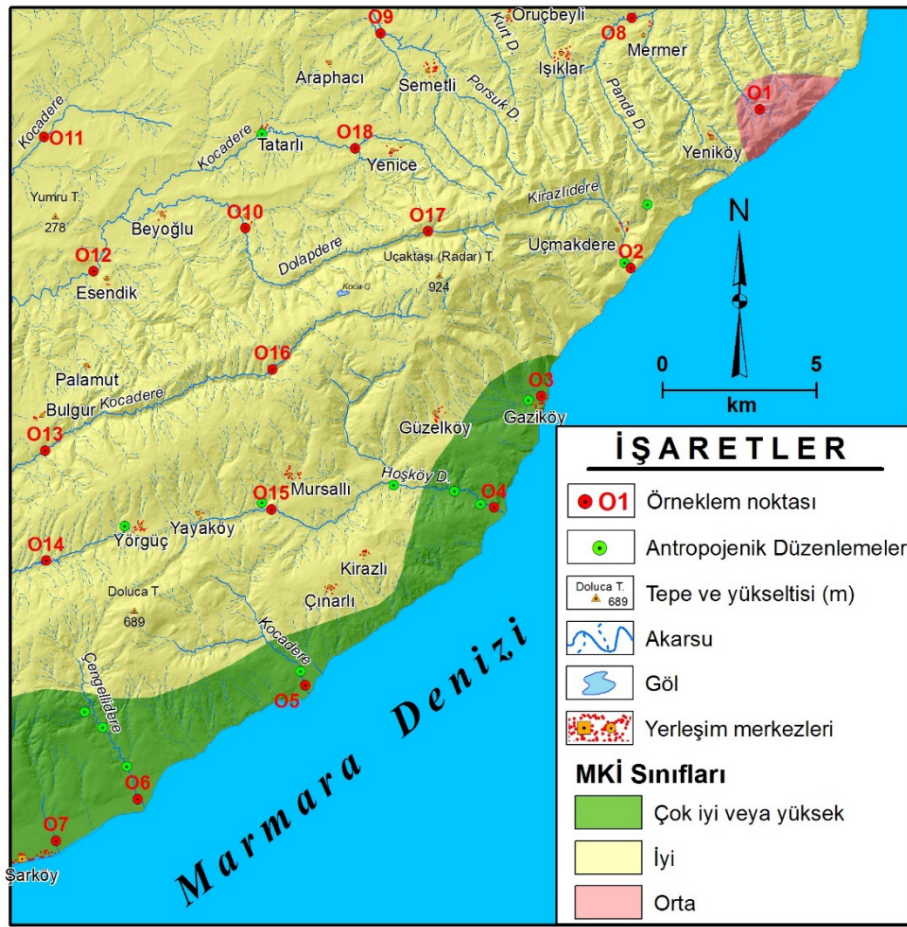 O9
Oruçbeyli
Kurt D.
O8
Mermer
Araphacı
Semetli
Işıklar
Porsuk D.
Panda D.
O1
Kocadere
O11
Kocadere
Tatarlı
O18
Yenice
Yeniköy
Yumru T.
278
Beyoğlu
O10
O17
Kirazlıdere
Dolapdere
Uçmakdere
O2
N
O12
Esendik
Uçaktaşı (Radar) T.
924
Koca G.
0 5
km
O16
Palamut
Bulgur
Kocadere
O13
O3
Gaziköy
Güzelköy
Hoşköy D.
O4
Mursallı
O15
Yayaköy
Yörgüç
O14
Kirazlı
Çınarlı
Doluca T.
689
Kocadere
O5
Çengellidere
O6
O7
Şarköy
Marmara Denizi
İŞARETLER
O1 Örneklem noktası
Antropojenik Düzenlemeler
Doluca T.
689
Tepe ve yükseltisi (m)
Akarsu
Göl
Yerleşim merkezleri
MKİ Sınıfları
Çok iyi veya yüksek
İyi
Orta